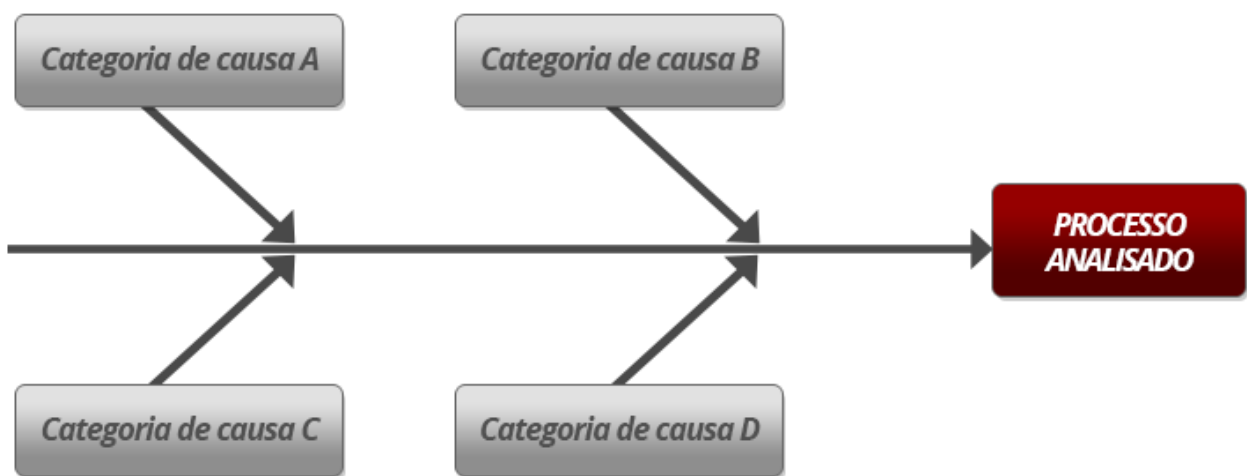 Categoria de causa A
Categoria de causa B
PROCESSO
ANALISADO
Categoria de causa C
Categoria de causa D